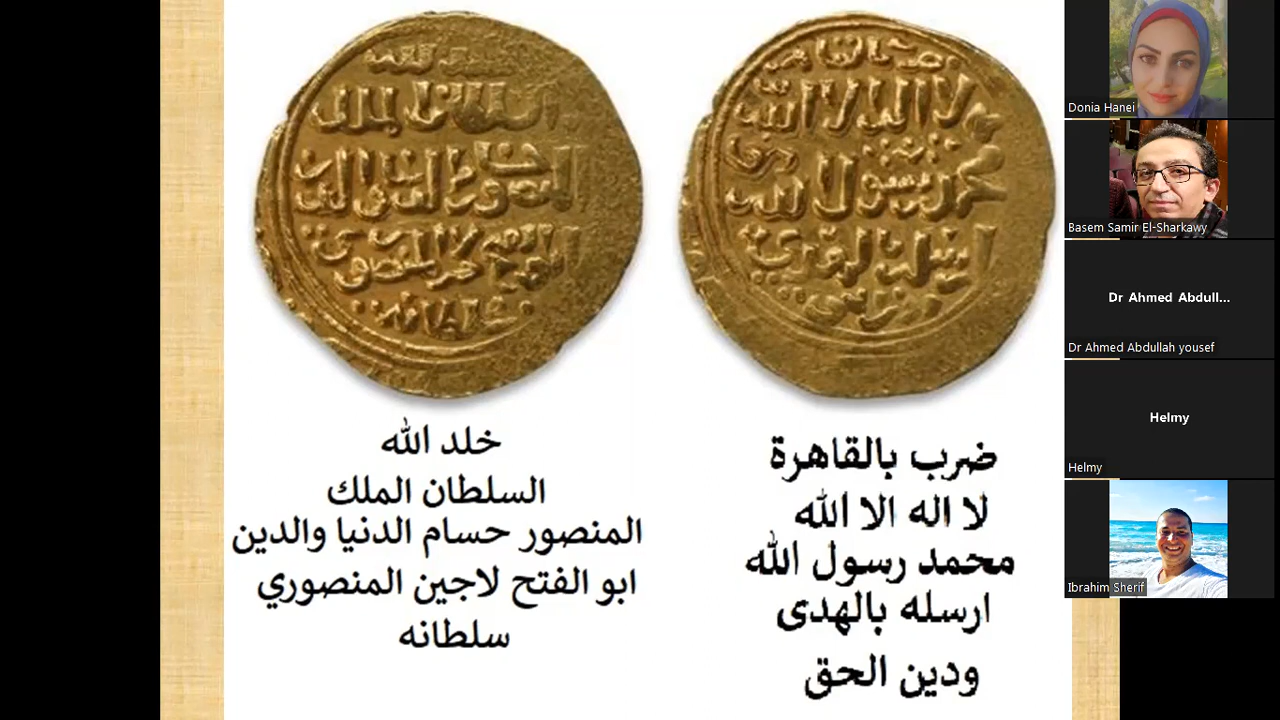 خلد الله
السلطان الملك
المنصور حسام الدنيا والدين
ابو الفتح لاجين المنصوري
سلطانه
ضرب بالقاهرة
لا اله الا الله
محمد رسول الله
ارسله بالهدى
ودين الحق
Donia Hanei
Basem Samir El-Sharkawy
Dr Ahmed Abdull...
Dr Ahmed Abdullah yousef
Helmy
Helmy
Ibrahim Sherif